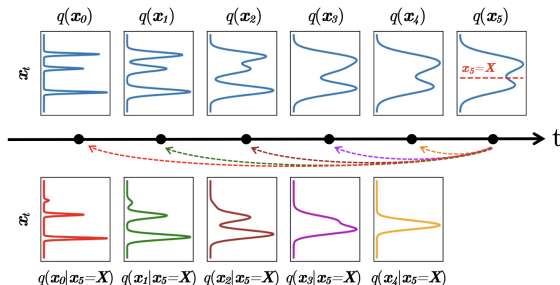 q(x₀) q(x₁) q(x₂) q(x₃) q(x₄) q(x₅)
xₜ
x₅=X
t
xₜ
q(x₀|x₅=X) q(x₁|x₅=X) q(x₂|x₅=X) q(x₃|x₅=X) q(x₄|x₅=X)